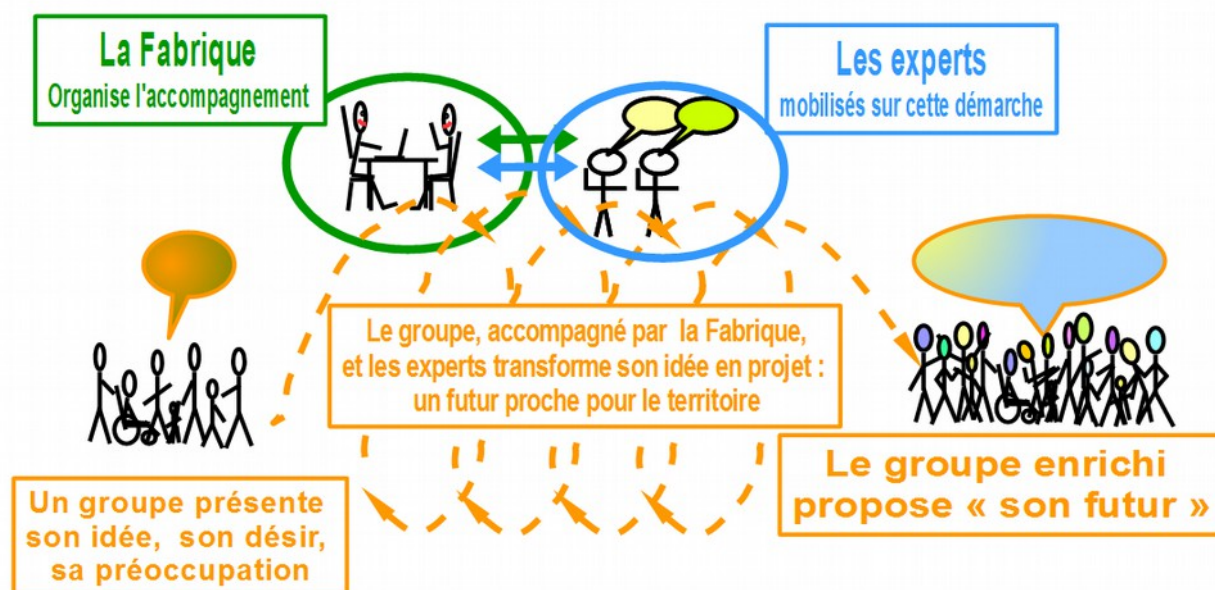 La Fabrique
Organise l'accompagnement
Les experts
mobilisés sur cette démarche
Le groupe, accompagné par la Fabrique,
et les experts transforme son idée en projet :
un futur proche pour le territoire
Un groupe présente
son idée, son désir,
sa préoccupation
Le groupe enrichi
propose « son futur »